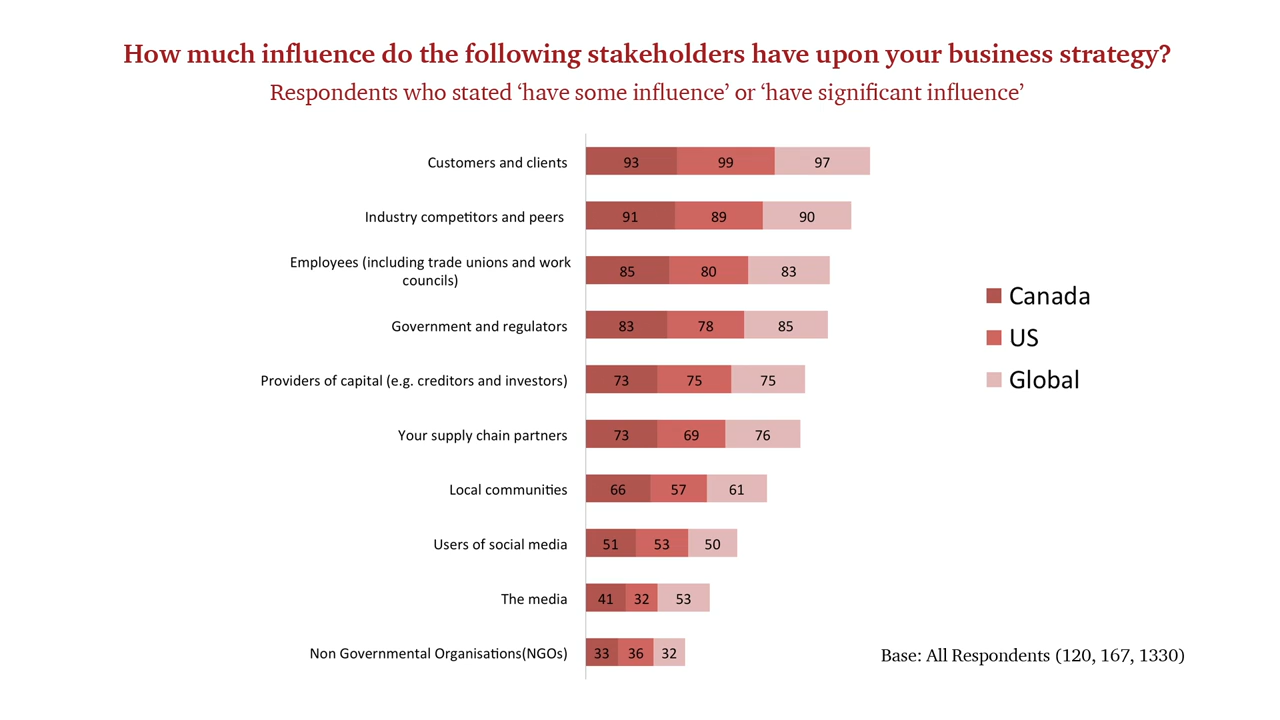 How much influence do the following stakeholders have upon your business strategy?
Respondents who stated ‘have some influence’ or ‘have significant influence’
Customers and clients 93 99 97
Industry competitors and peers 91 89 90
Employees (including trade unions and work
councils) 85 80 83
Government and regulators 83 78 85
Providers of capital (e.g. creditors and investors) 73 75 75
Your supply chain partners 73 69 76
Local communities 66 57 61
Users of social media 51 53 50
The media 41 32 53
Non Governmental Organisations(NGOs) 33 36 32
Canada
US
Global
Base: All Respondents (120, 167, 1330)